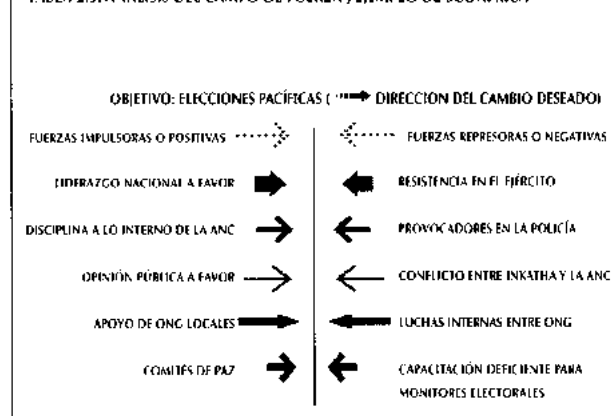 OBJETIVO: ELECCIONES PACÍFICAS ( DIRECCION DEL CAMBIO DESEADO)
FUERZAS IMPULSORAS O POSITIVAS FUERZAS REPRESORAS O NEGATIVAS
LIDERAZGO NACIONAL A FAVOR RESISTENCIA EN EL EJÉRCITO
DISCIPLINA A LO INTERNO DE LA ANC PROVOCADORES EN LA POLICÍA
OPINIÓN PÚBLICA A FAVOR CONFLICTO ENTRE INKATHA Y LA ANC
APOYO DE ONG LOCALES LUCHAS INTERNAS ENTRE ONG
COMITÉS DE PAZ CAPACITACIÓN DEFICIENTE PARA
MONITORES ELECTORALES